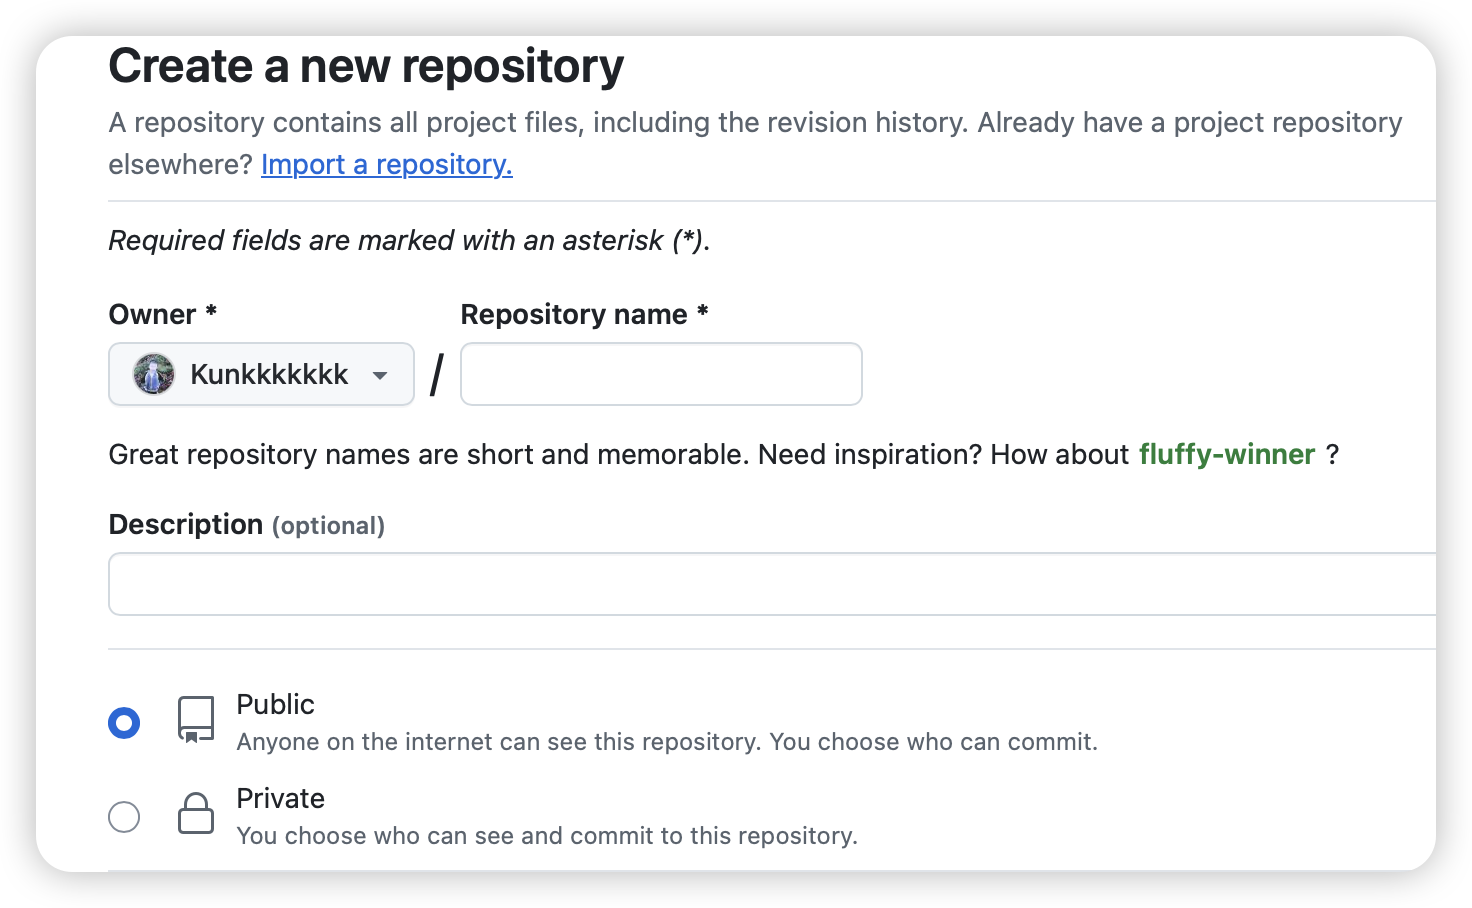 Create a new repository
A repository contains all project files, including the revision history. Already have a project repository
elsewhere? Import a repository.
Required fields are marked with an asterisk (*).
Owner * Repository name *
Kunkkkkkkk /
Great repository names are short and memorable. Need inspiration? How about fluffy-winner ?
Description (optional)
Public
Anyone on the internet can see this repository. You choose who can commit.
Private
You choose who can see and commit to this repository.